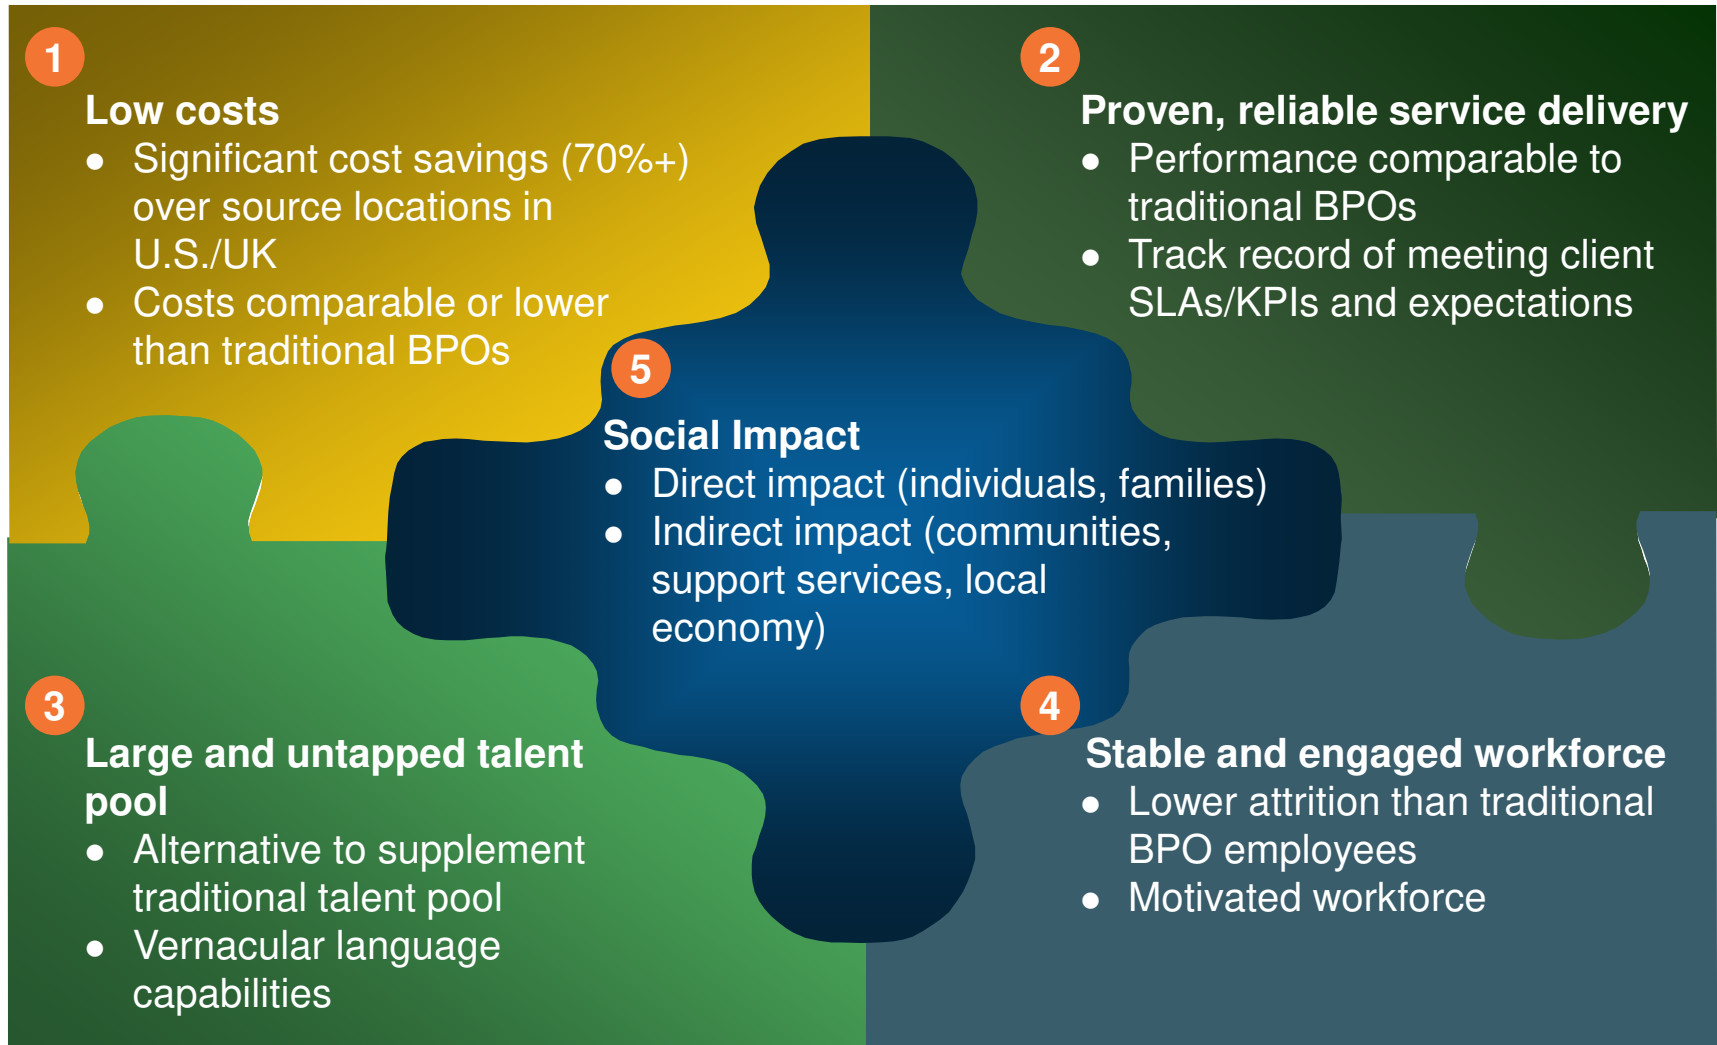 1
Low costs
● Significant cost savings (70%+)
over source locations in
U.S./UK
● Costs comparable or lower
than traditional BPOs
2
Proven, reliable service delivery
● Performance comparable to
traditional BPOs
● Track record of meeting client
SLAs/KPIs and expectations
5
Social Impact
● Direct impact (individuals, families)
● Indirect impact (communities,
support services, local
economy)
3
Large and untapped talent
pool
● Alternative to supplement
traditional talent pool
● Vernacular language
capabilities
4
Stable and engaged workforce
● Lower attrition than traditional
BPO employees
● Motivated workforce